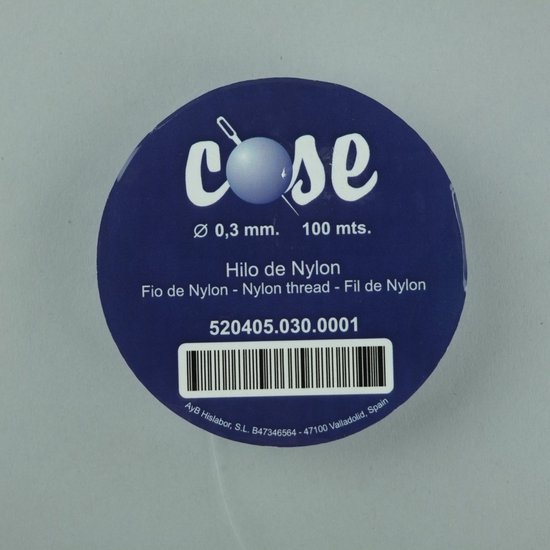 cose
Ø 0,3 mm. 100 mts.
Hilo de Nylon
Fio de Nylon - Nylon thread - Fil de Nylon
520405.030.0001
AyB Hislabor, S.L. B47346564 - 47100 Valladolid, Spain